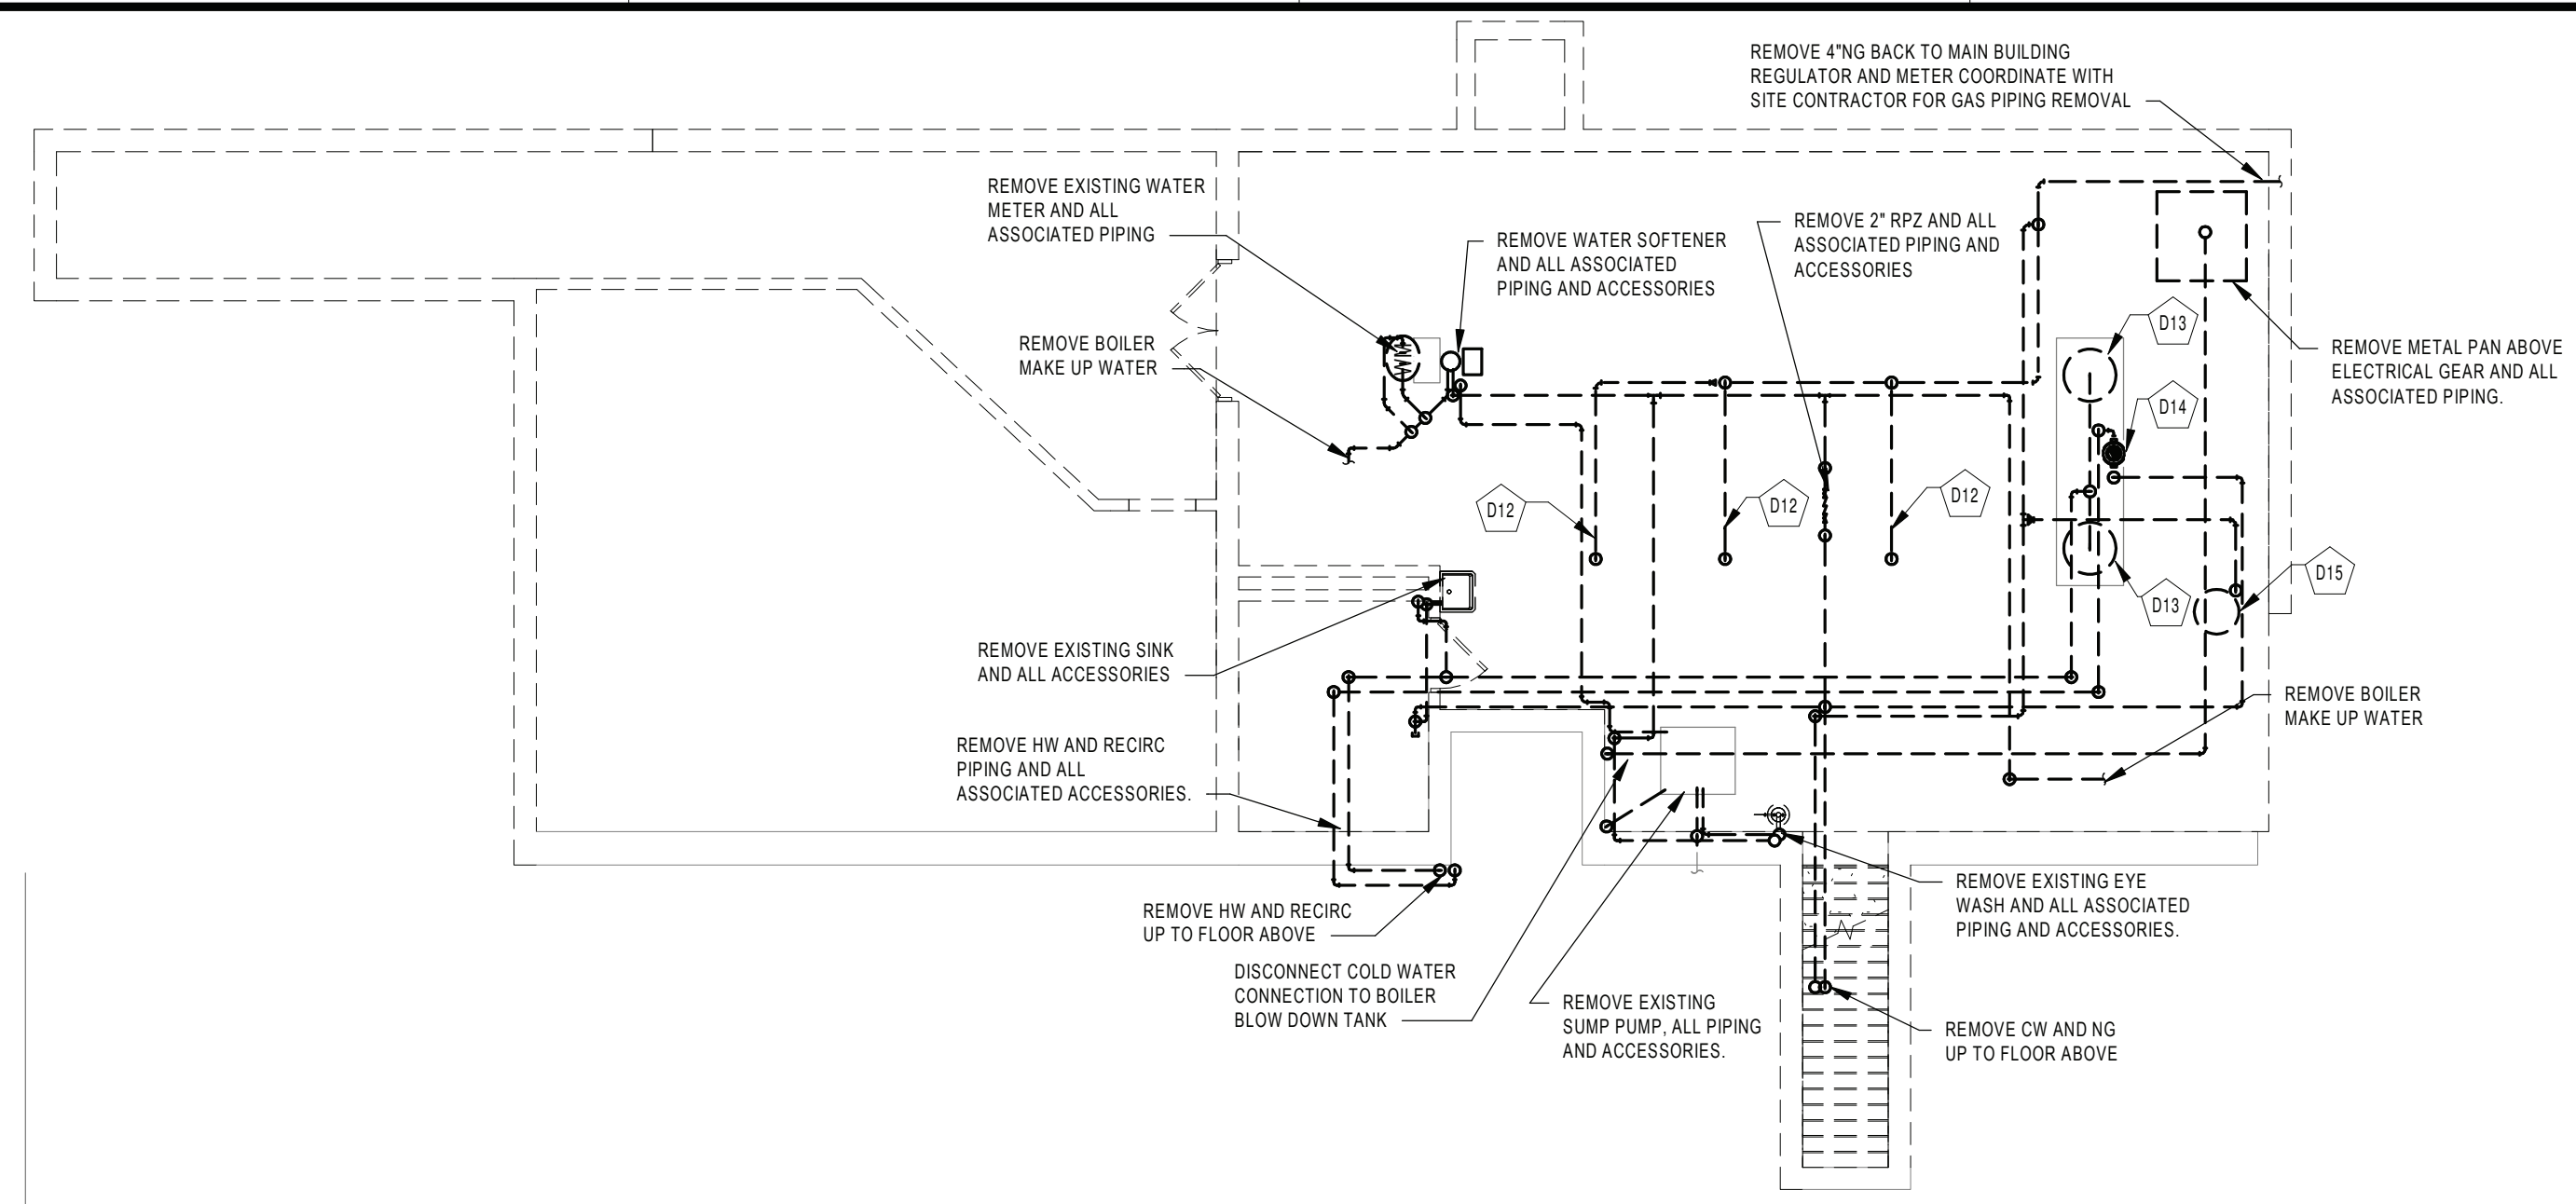 REMOVE 4"NG BACK TO MAIN BUILDING
REGULATOR AND METER COORDINATE WITH
SITE CONTRACTOR FOR GAS PIPING REMOVAL
REMOVE EXISTING WATER
METER AND ALL
ASSOCIATED PIPING
REMOVE WATER SOFTENER
AND ALL ASSOCIATED
PIPING AND ACCESSORIES
REMOVE 2" RPZ AND ALL
ASSOCIATED PIPING AND
ACCESSORIES
D13
REMOVE BOILER
MAKE UP WATER
REMOVE METAL PAN ABOVE
ELECTRICAL GEAR AND ALL
ASSOCIATED PIPING.
D14
D12
D12
D12
D15
D13
REMOVE EXISTING SINK
AND ALL ACCESSORIES
REMOVE BOILER
MAKE UP WATER
REMOVE HW AND RECIRC
PIPING AND ALL
ASSOCIATED ACCESSORIES.
REMOVE HW AND RECIRC
UP TO FLOOR ABOVE
REMOVE EXISTING EYE
WASH AND ALL ASSOCIATED
PIPING AND ACCESSORIES.
DISCONNECT COLD WATER
CONNECTION TO BOILER
BLOW DOWN TANK
REMOVE EXISTING
SUMP PUMP, ALL PIPING
AND ACCESSORIES.
REMOVE CW AND NG
UP TO FLOOR ABOVE